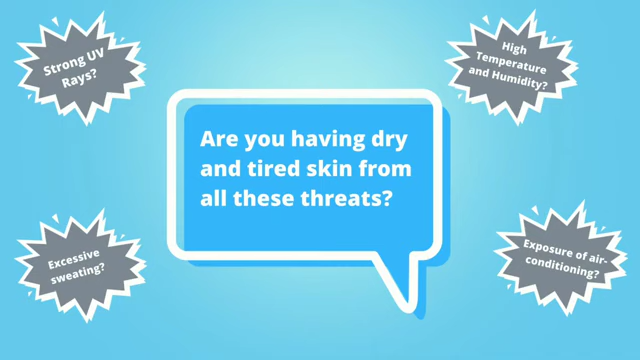 Strong UV
Rays?
High
Temperature
and Humidity?
Are you having dry
and tired skin from
all these threats?
Excessive
sweating?
Exposure of air-
conditioning?